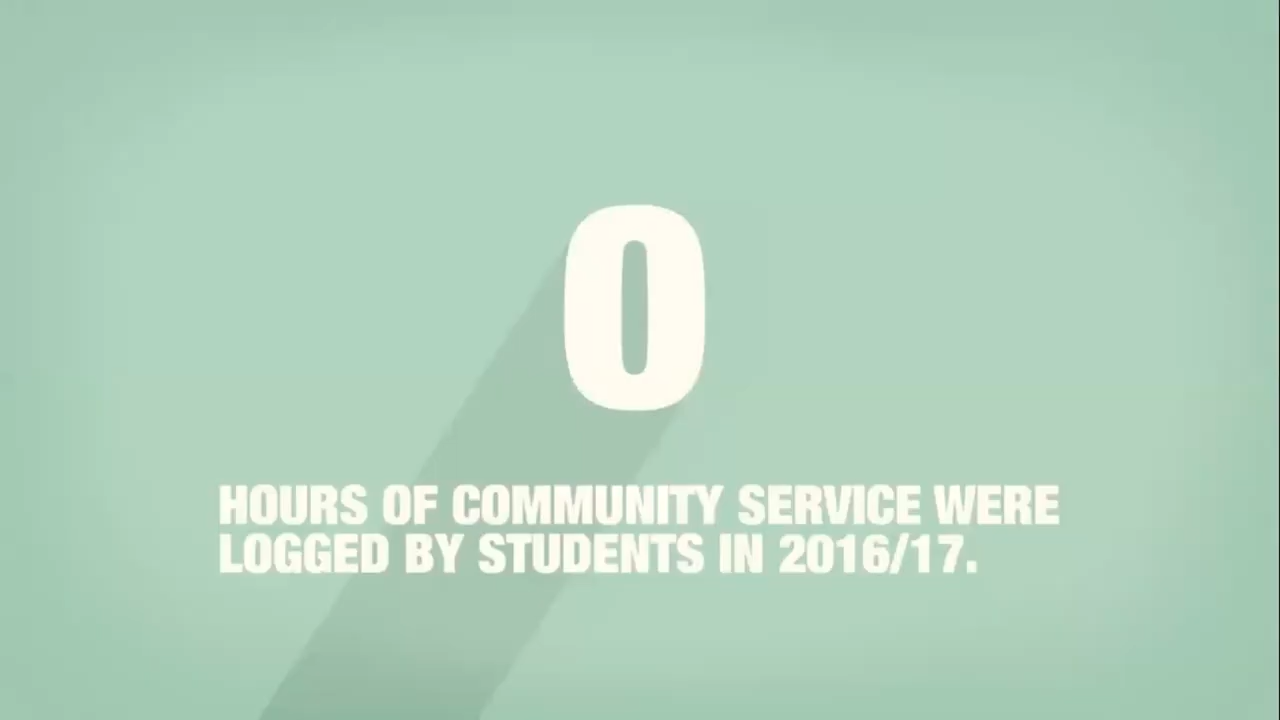 0
HOURS OF COMMUNITY SERVICE WERE
LOGGED BY STUDENTS IN 2016/17.